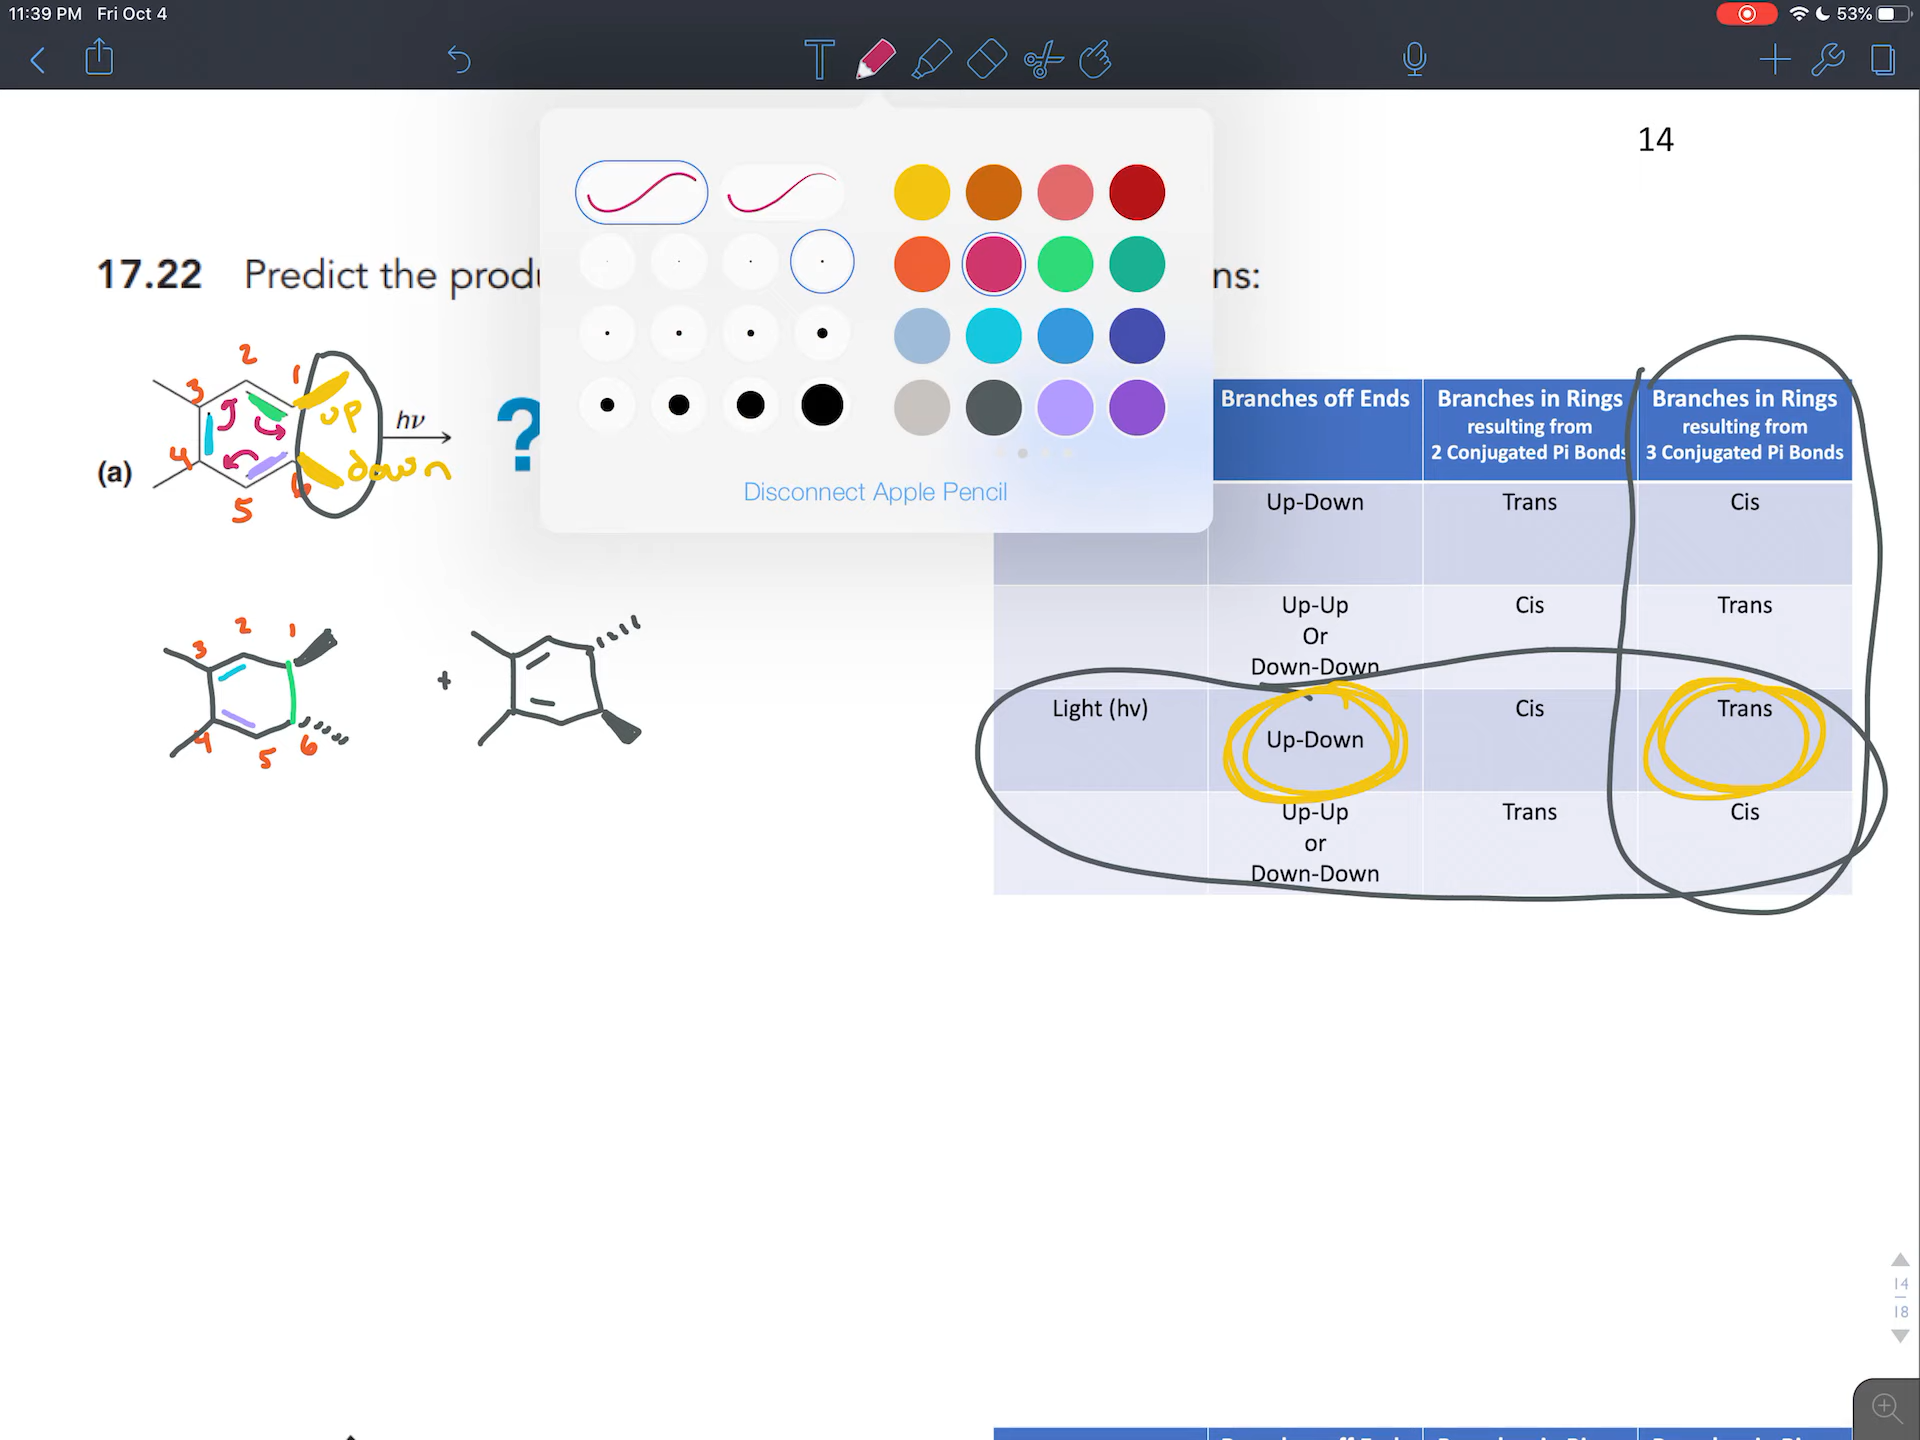 11:39 PM Fri Oct 4
53%
14
17.22 Predict the produ
ns:
2
3
1
up
4
5
6
down
hν
?
(a)
Disconnect Apple Pencil
Branches off Ends
Branches in Rings
resulting from
2 Conjugated Pi Bonds
Branches in Rings
resulting from
3 Conjugated Pi Bonds
Up-Down
Trans
Cis
Up-Up
Or
Down-Down
Cis
Trans
Light (hv)
Up-Down
Cis
Trans
Up-Up
or
Down-Down
Trans
Cis
3
2
1
4
5
6
+
14
18